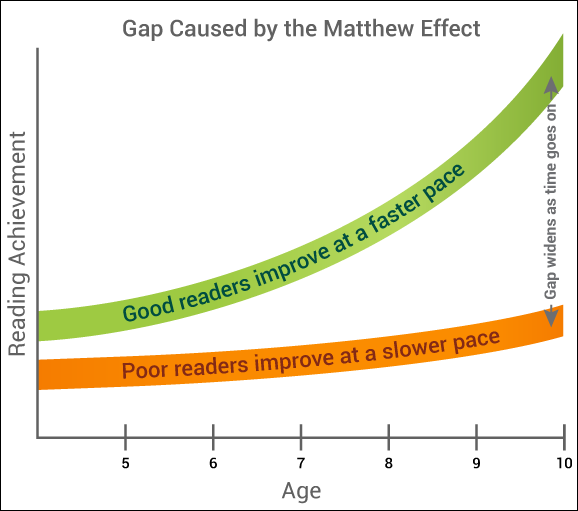 Gap Caused by the Matthew Effect
Reading Achievement
Good readers improve at a faster pace
Gap widens as time goes on
Poor readers improve at a slower pace
5 6 7 8 9 10
Age